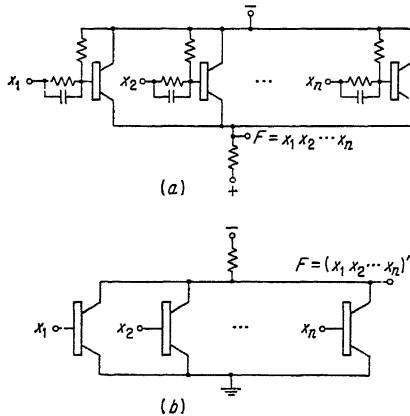 −
x₁
x₂
...
xₙ
F = x₁ x₂ ⋯ xₙ
+
(a)
−
F = (x₁ x₂ ⋯ xₙ)′
x₁
x₂
...
xₙ
(b)